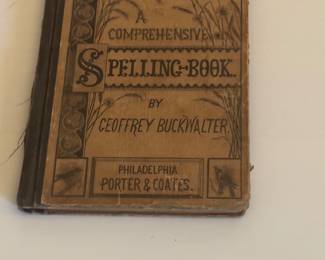 A
COMPREHENSIVE
SPELLING-BOOK.
BY
GEOFFREY BUCKWALTER.
PHILADELPHIA
PORTER & COATES.